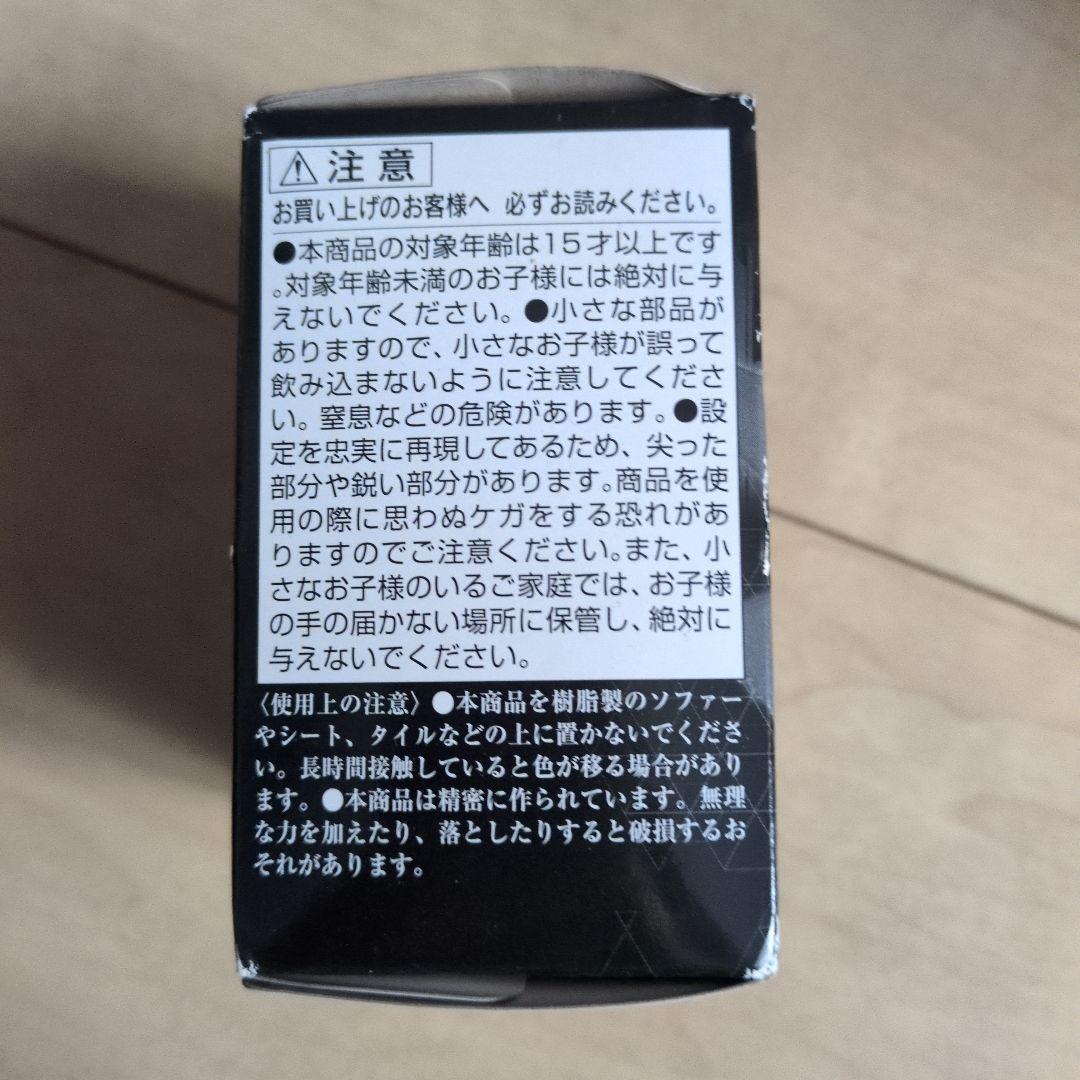 ⚠注意
お買い上げのお客様へ 必ずお読みください。
●本商品の対象年齢は15才以上です
。対象年齢未満のお子様には絶対に与
えないでください。●小さな部品が
ありますので、小さなお子様が誤って
飲み込まないように注意してくださ
い。窒息などの危険があります。●設
定を忠実に再現してあるため、尖った
部分や鋭い部分があります。商品を使
用の際に思わぬケガをする恐れがあ
りますのでご注意ください。また、小
さなお子様のいるご家庭では、お子様
の手の届かない場所に保管し、絶対に
与えないでください。
〈使用上の注意〉●本商品を樹脂製のソファー
やシート、タイルなどの上に置かないでくださ
い。長時間接触していると色が移る場合があり
ます。●本商品は精密に作られています。無理
な力を加えたり、落としたりすると破損するお
それがあります。